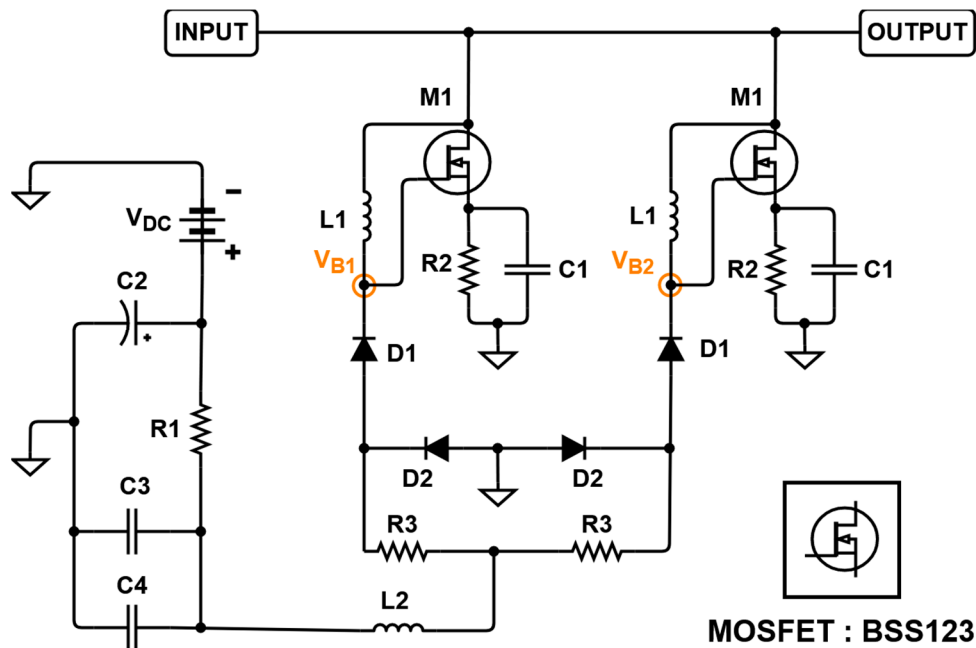 INPUT
OUTPUT
M1
M1
−
VDC
+
L1
L1
VB1
VB2
R2
C1
R2
C1
C2
+
D1
D1
R1
D2
D2
C3
R3
R3
C4
L2
MOSFET : BSS123